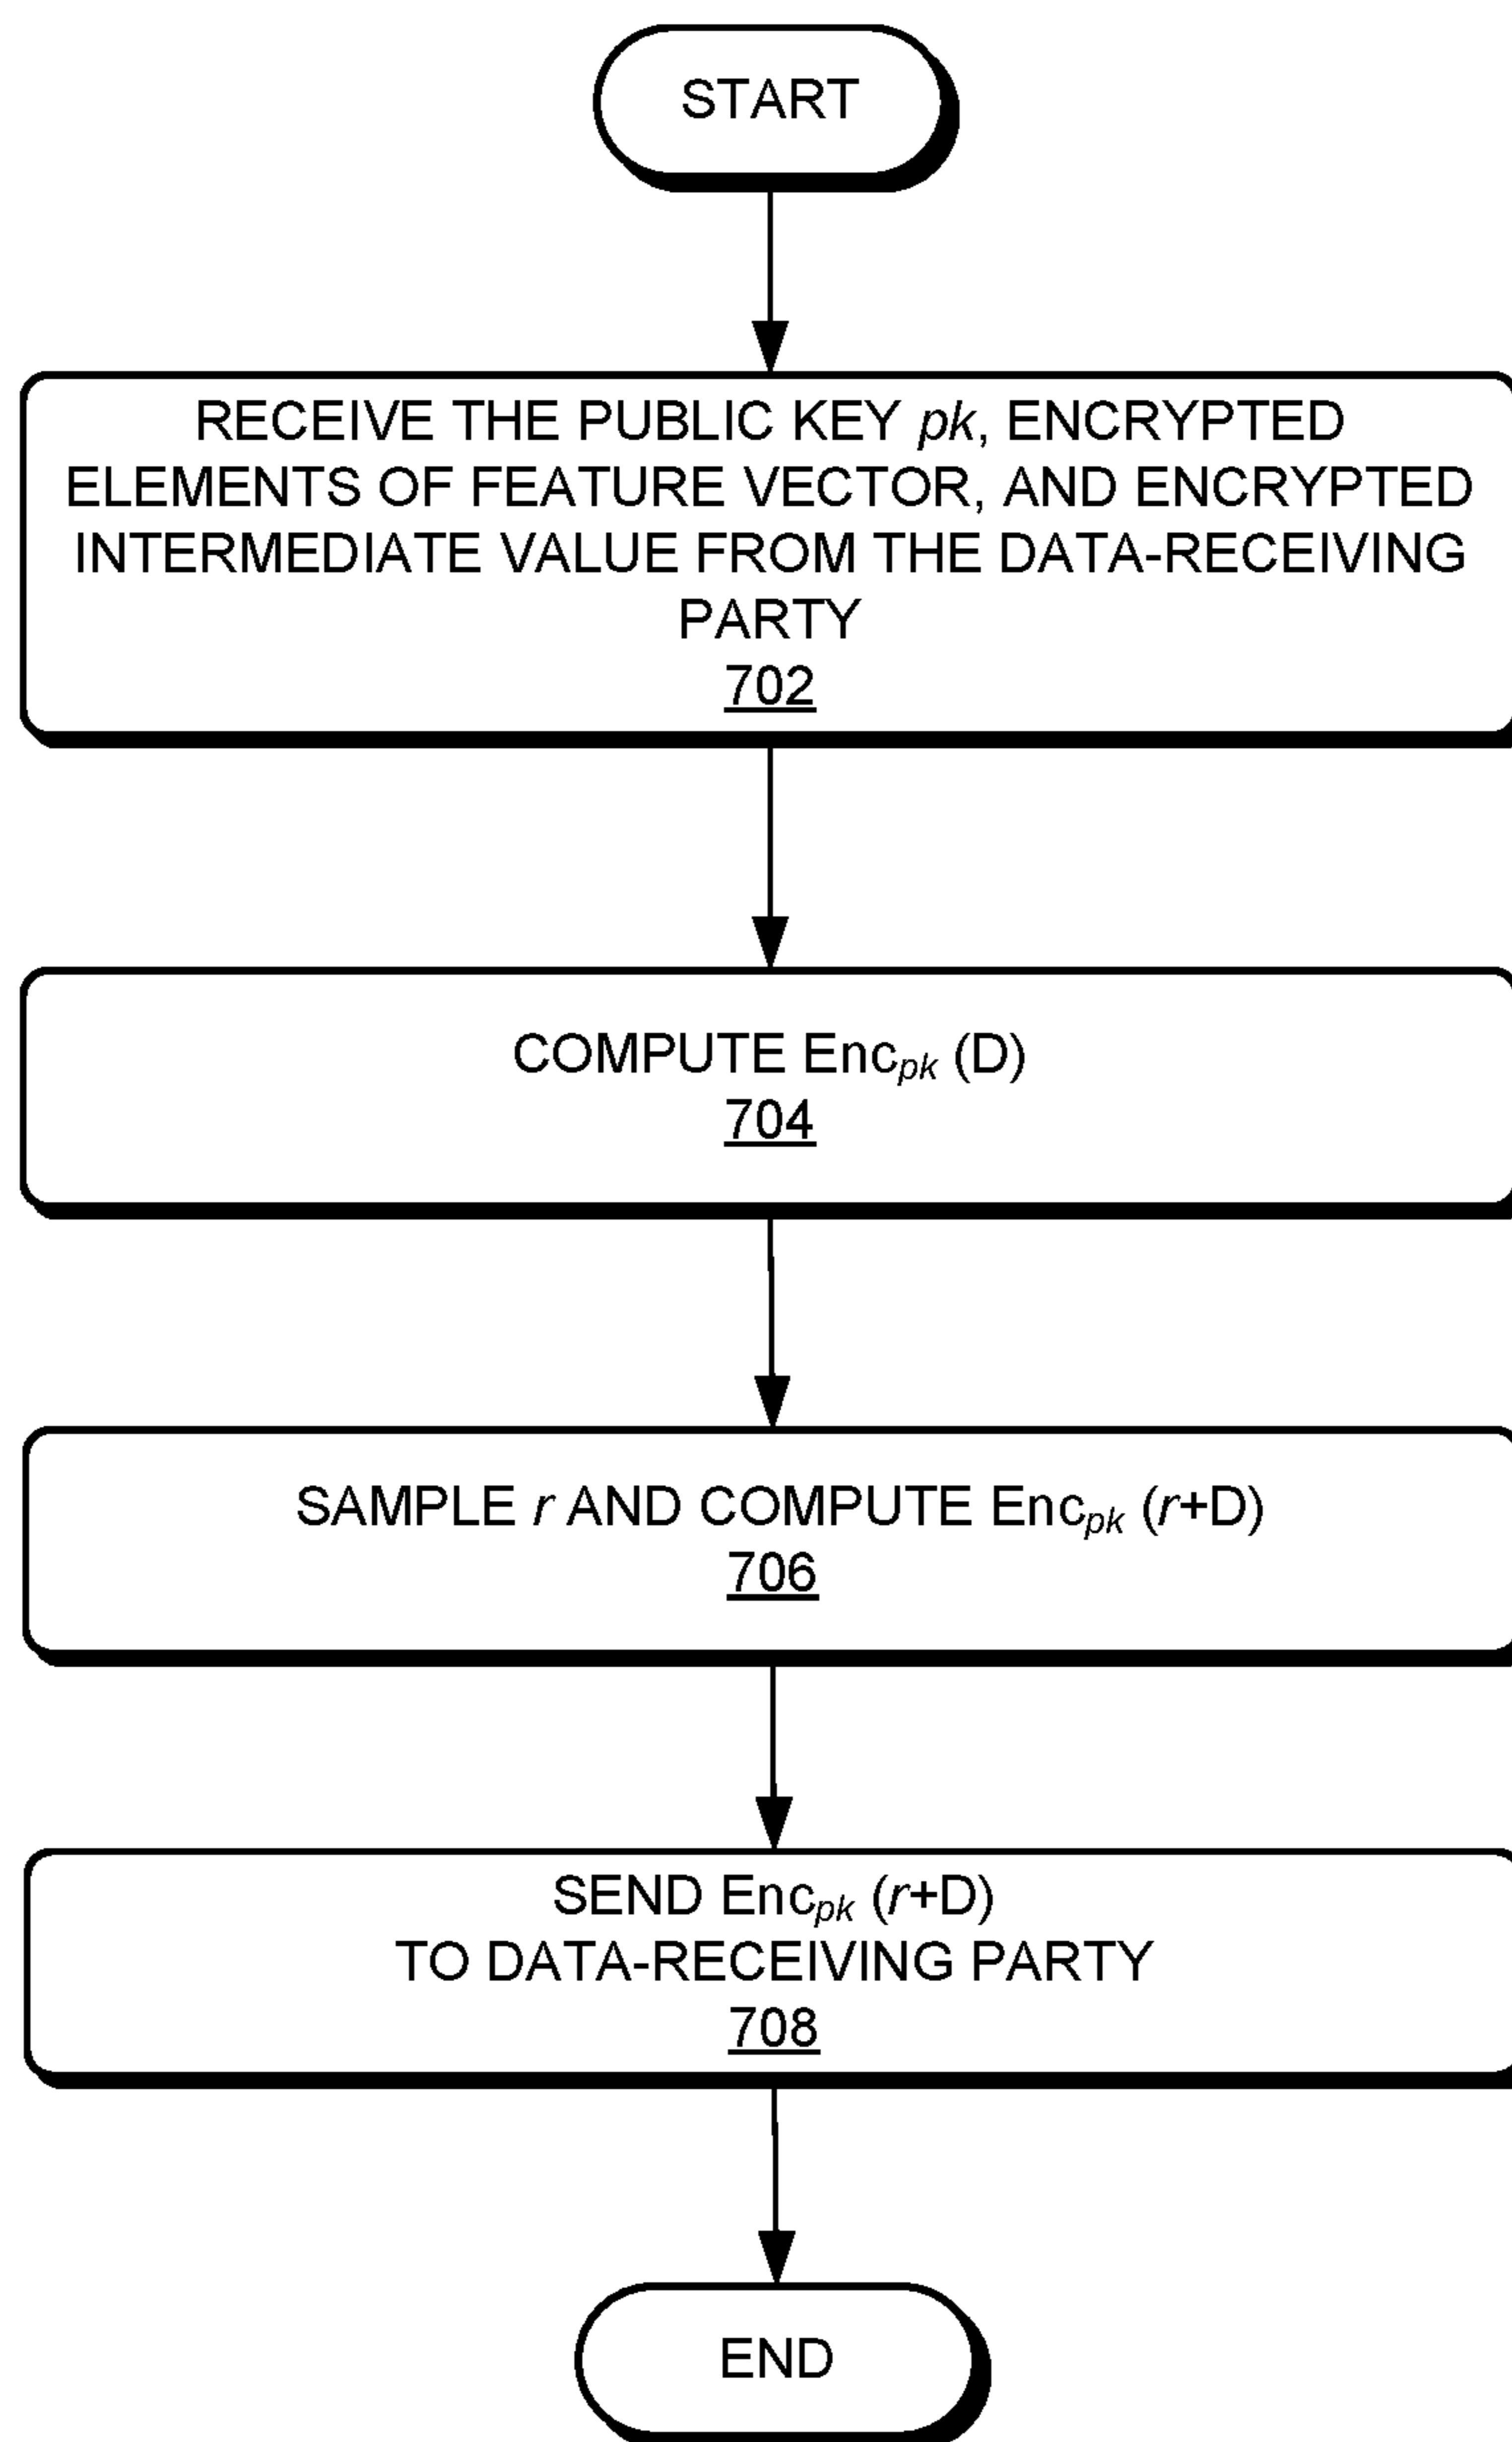 START
RECEIVE THE PUBLIC KEY pk, ENCRYPTED
ELEMENTS OF FEATURE VECTOR, AND ENCRYPTED
INTERMEDIATE VALUE FROM THE DATA-RECEIVING
PARTY
702
COMPUTE Encpk (D)
704
SAMPLE r AND COMPUTE Encpk (r+D)
706
SEND Encpk (r+D)
TO DATA-RECEIVING PARTY
708
END